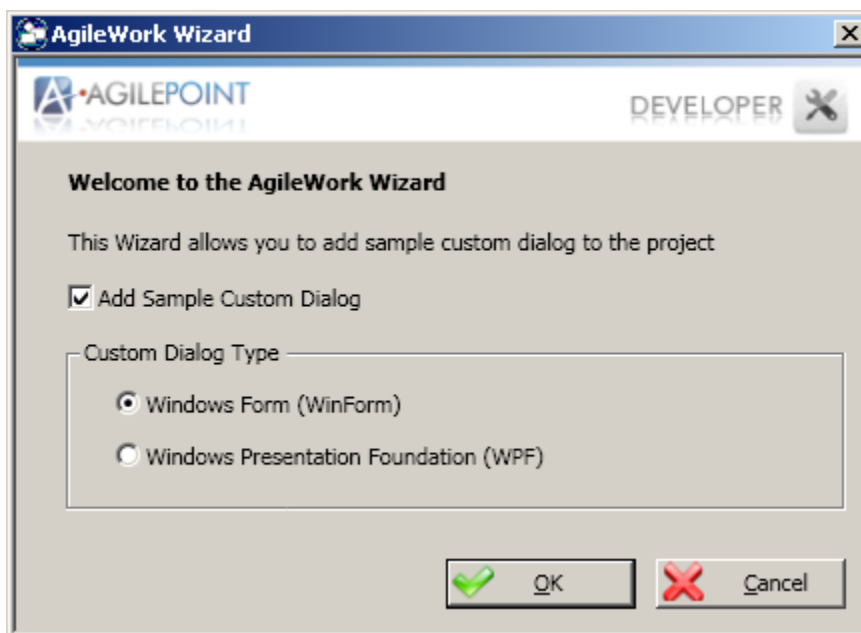 AgileWork Wizard
AGILEPOINT
DEVELOPER
Welcome to the AgileWork Wizard
This Wizard allows you to add sample custom dialog to the project
Add Sample Custom Dialog
Custom Dialog Type
Windows Form (WinForm)
Windows Presentation Foundation (WPF)
OK
Cancel